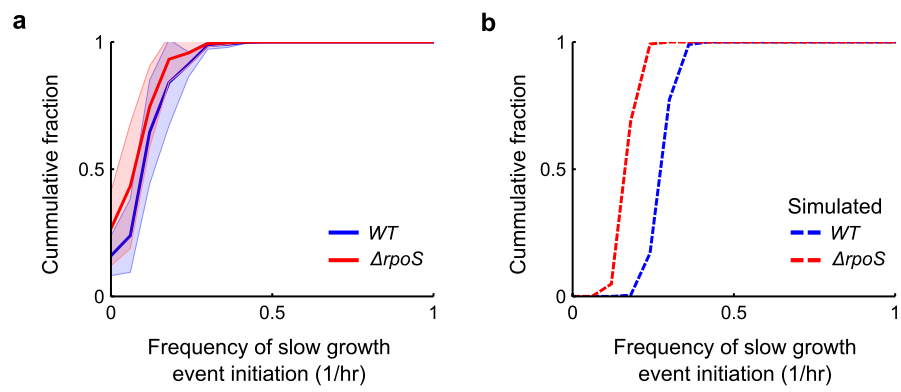 a
1
0.5
0
Cummulative fraction
WT
ΔrpoS
0
0.5
1
Frequency of slow growth
event initiation (1/hr)
b
1
0.5
0
Cummulative fraction
Simulated
WT
ΔrpoS
0
0.5
1
Frequency of slow growth
event initiation (1/hr)